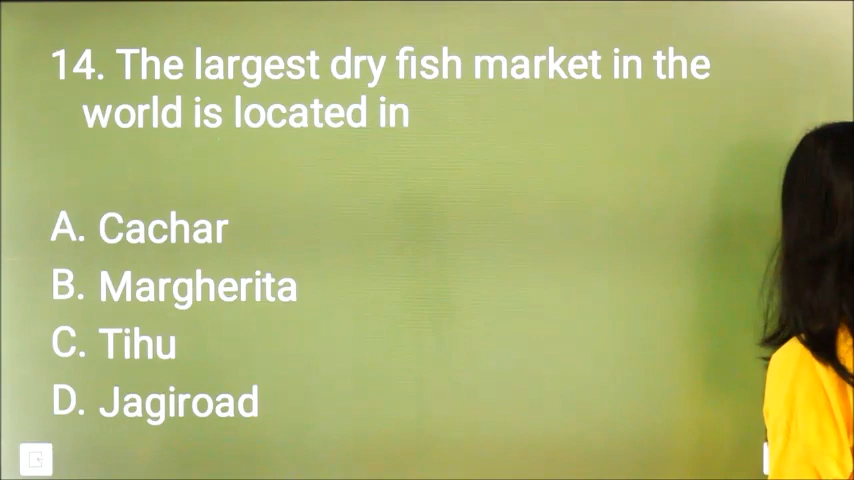 14. The largest dry fish market in the
world is located in
A. Cachar
B. Margherita
C. Tihu
D. Jagiroad